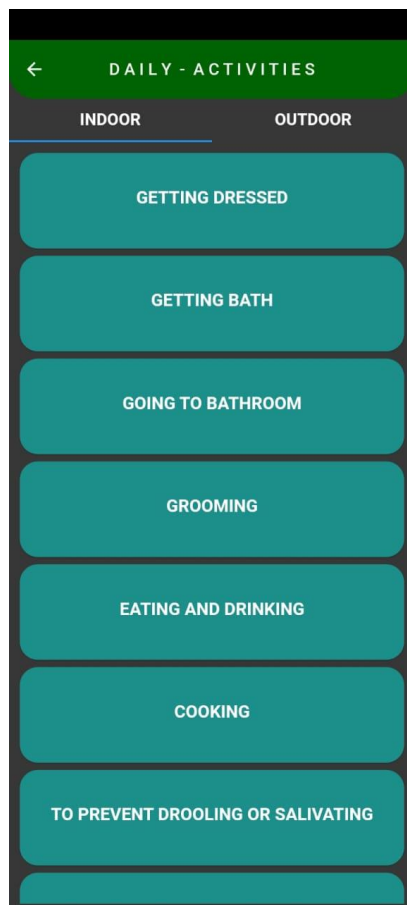 DAILY - ACTIVITIES
INDOOR
OUTDOOR
GETTING DRESSED
GETTING BATH
GOING TO BATHROOM
GROOMING
EATING AND DRINKING
COOKING
TO PREVENT DROOLING OR SALIVATING